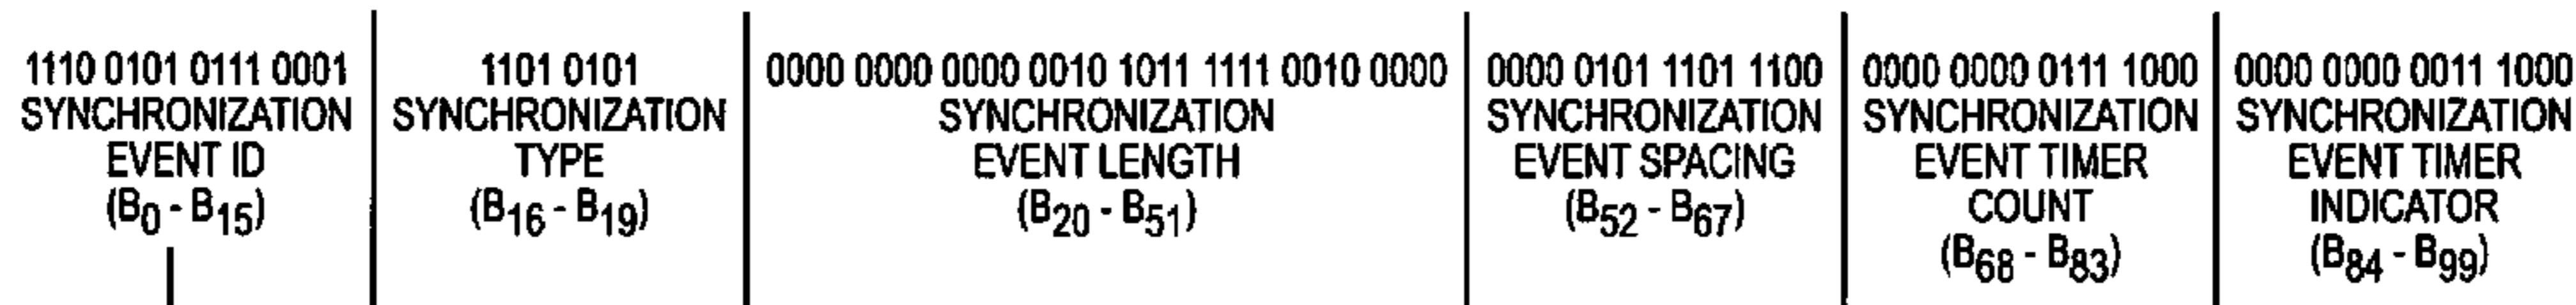 1110 0101 0111 0001
SYNCHRONIZATION
EVENT ID
(B0 - B15)
1101 0101
SYNCHRONIZATION
TYPE
(B16 - B19)
0000 0000 0000 0010 1011 1111 0010 0000
SYNCHRONIZATION
EVENT LENGTH
(B20 - B51)
0000 0101 1101 1100
SYNCHRONIZATION
EVENT SPACING
(B52 - B67)
0000 0000 0111 1000
SYNCHRONIZATION
EVENT TIMER
COUNT
(B68 - B83)
0000 0000 0011 1000
SYNCHRONIZATION
EVENT TIMER
INDICATOR
(B84 - B99)